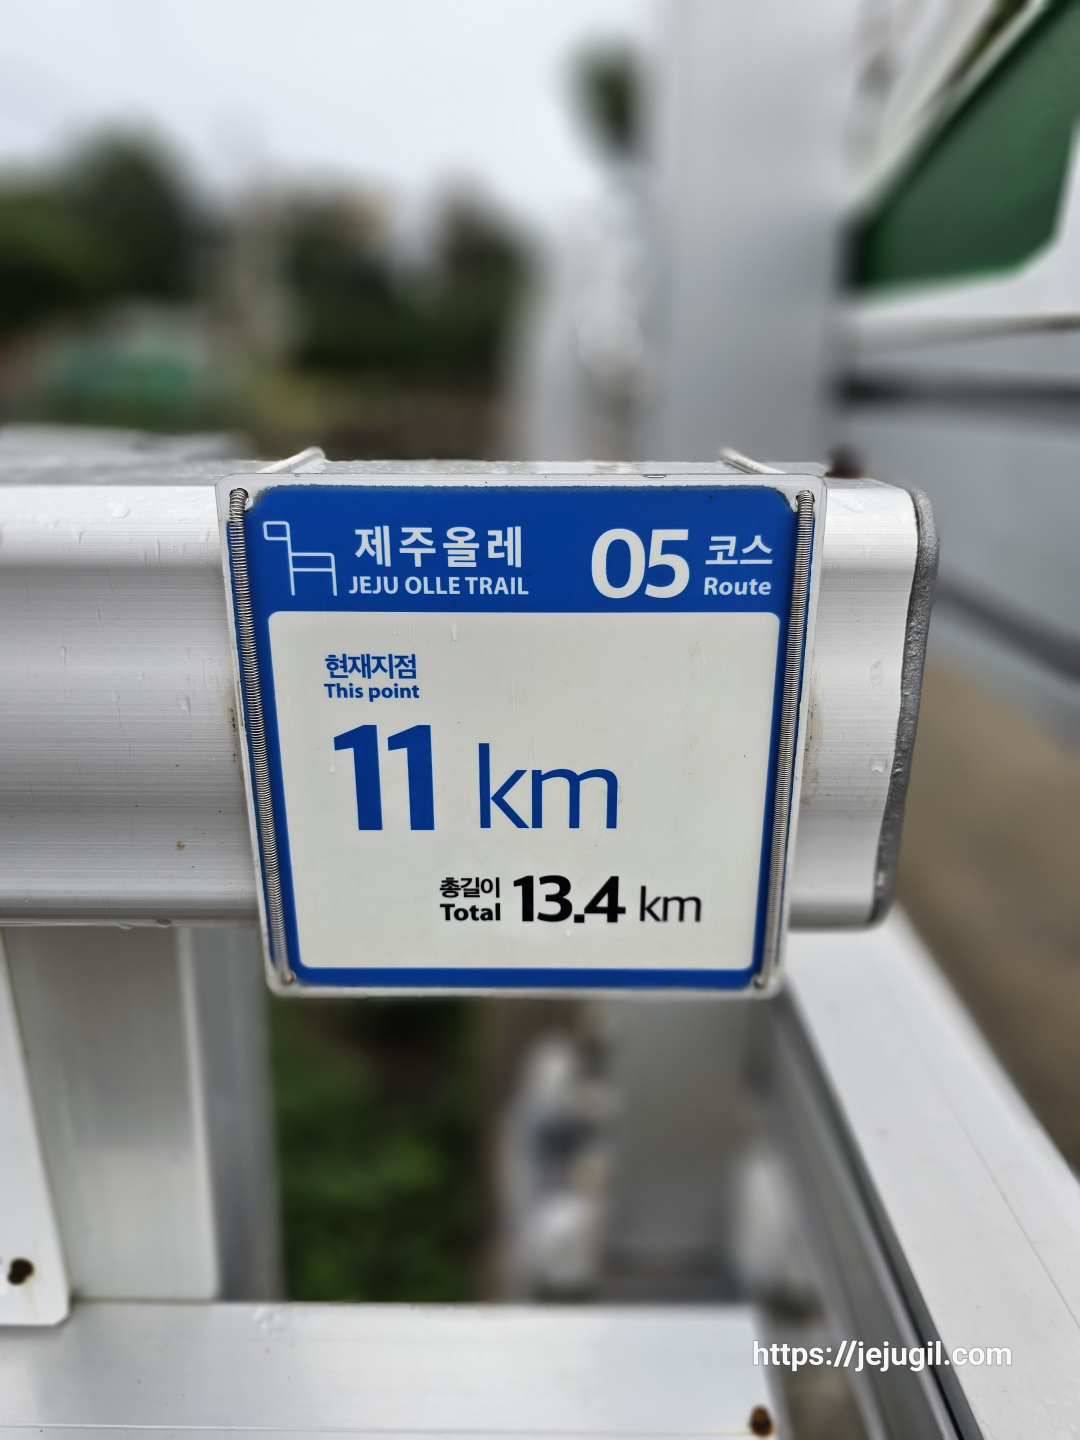 제주올레
JEJU OLLE TRAIL
05 코스
Route
현재지점
This point
11 km
총길이
Total 13.4 km
https://jejugil.com